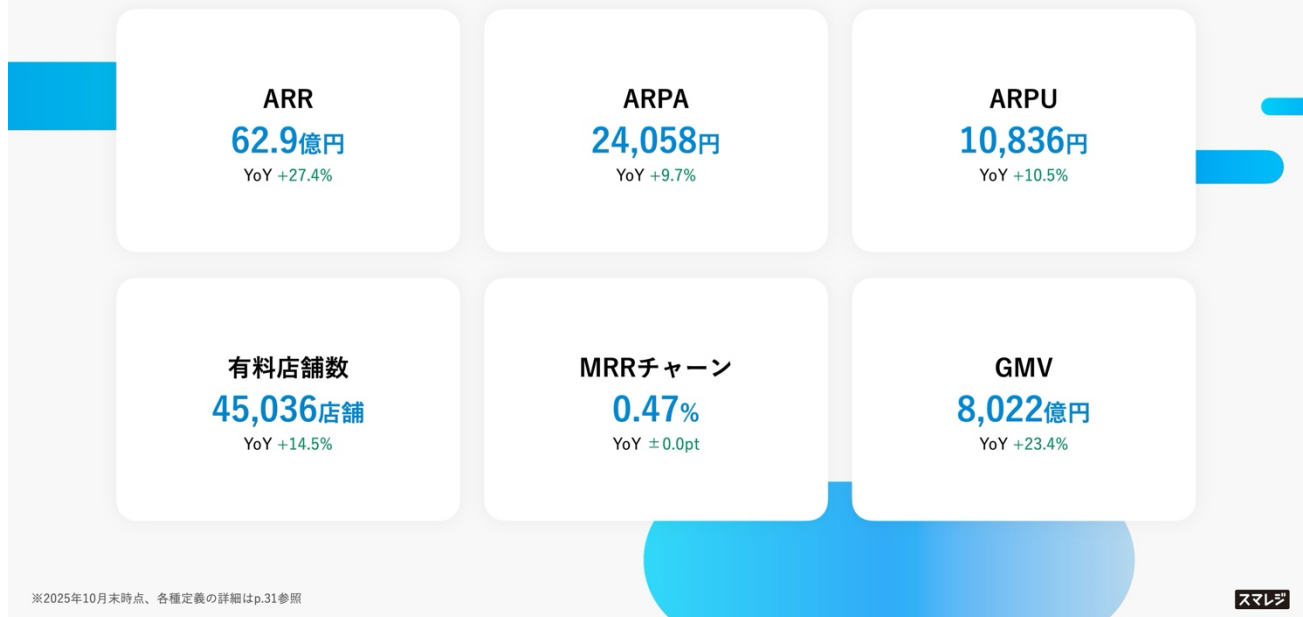 ARR
62.9億円
YoY +27.4%
ARPA
24,058円
YoY +9.7%
ARPU
10,836円
YoY +10.5%
有料店舗数
45,036店舗
YoY +14.5%
MRRチャーン
0.47%
YoY ±0.0pt
GMV
8,022億円
YoY +23.4%
※2025年10月末時点、各種定義の詳細はp.31参照
スマレジ